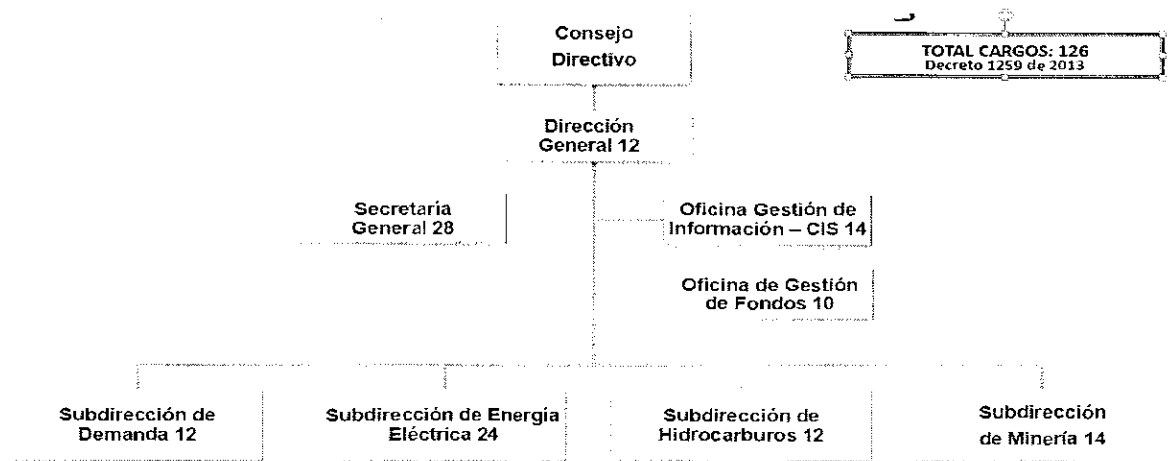 Consejo
Directivo
TOTAL CARGOS: 126
Decreto 1259 de 2013
Dirección
General 12
Secretaría
General 28
Oficina Gestión de
Información – CIS 14
Oficina de Gestión
de Fondos 10
Subdirección de
Demanda 12
Subdirección de Energía
Eléctrica 24
Subdirección de
Hidrocarburos 12
Subdirección
de Minería 14